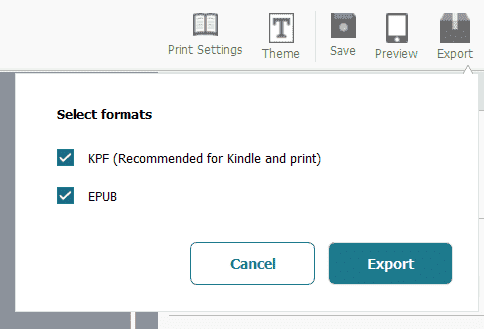 Print Settings
Theme
Save
Preview
Export
Select formats
KPF (Recommended for Kindle and print)
EPUB
Cancel
Export